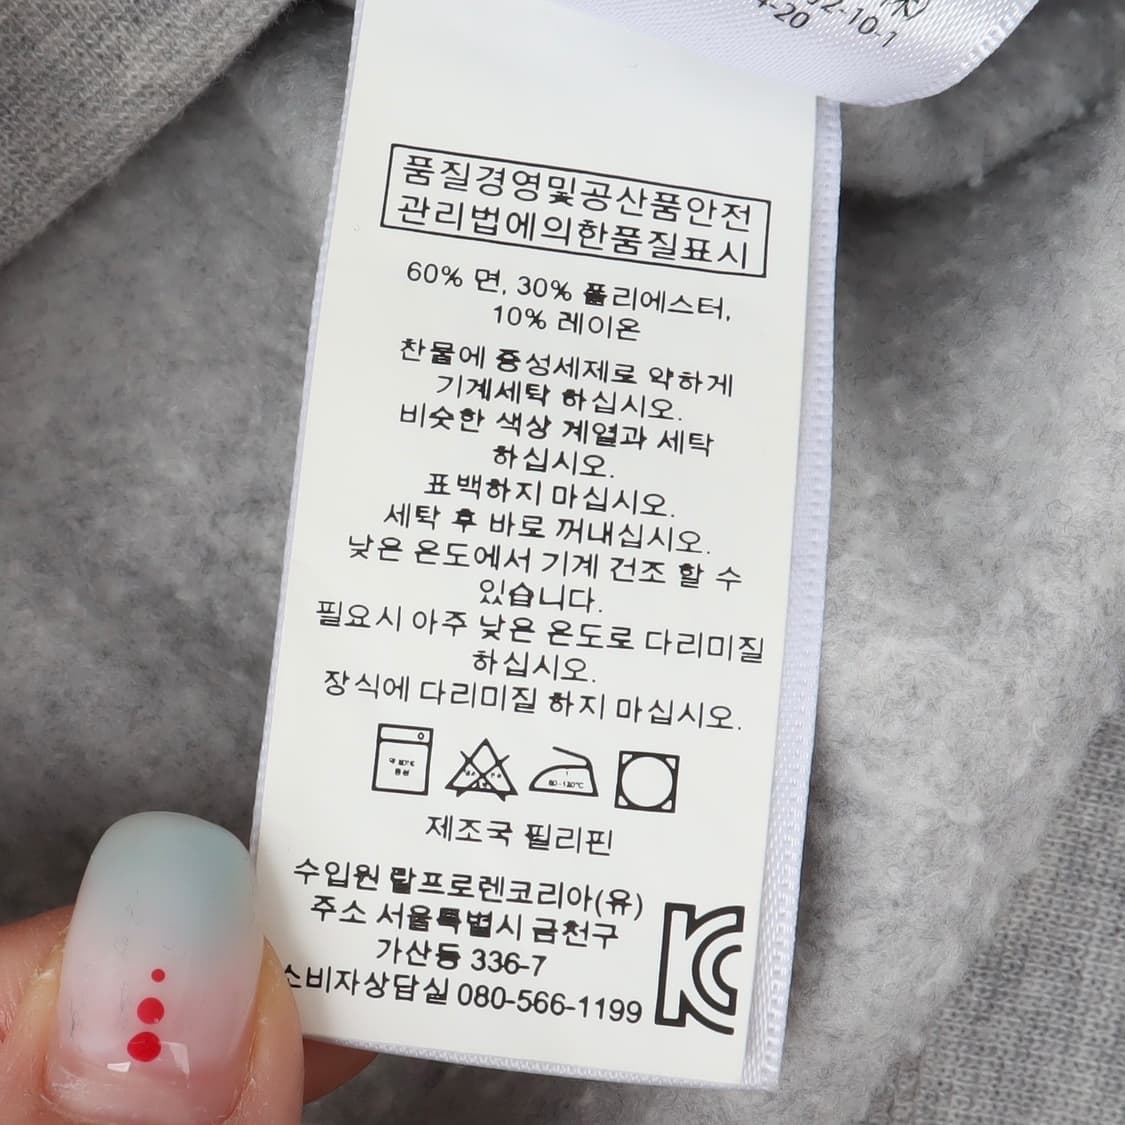 92-10-1
4-20
품질경영및공산품안전
관리법에의한품질표시
60% 면, 30% 폴리에스터,
10% 레이온
찬물에 중성세제로 약하게
기계세탁 하십시오.
비슷한 색상 계열과 세탁
하십시오.
표백하지 마십시오.
세탁 후 바로 꺼내십시오.
낮은 온도에서 기계 건조 할 수
있습니다.
필요시 아주 낮은 온도로 다리미질
하십시오.
장식에 다리미질 하지 마십시오.
제조국 필리핀
수입원 랄프로렌코리아(유)
주소 서울특별시 금천구
가산동 336-7
소비자상담실 080-566-1199